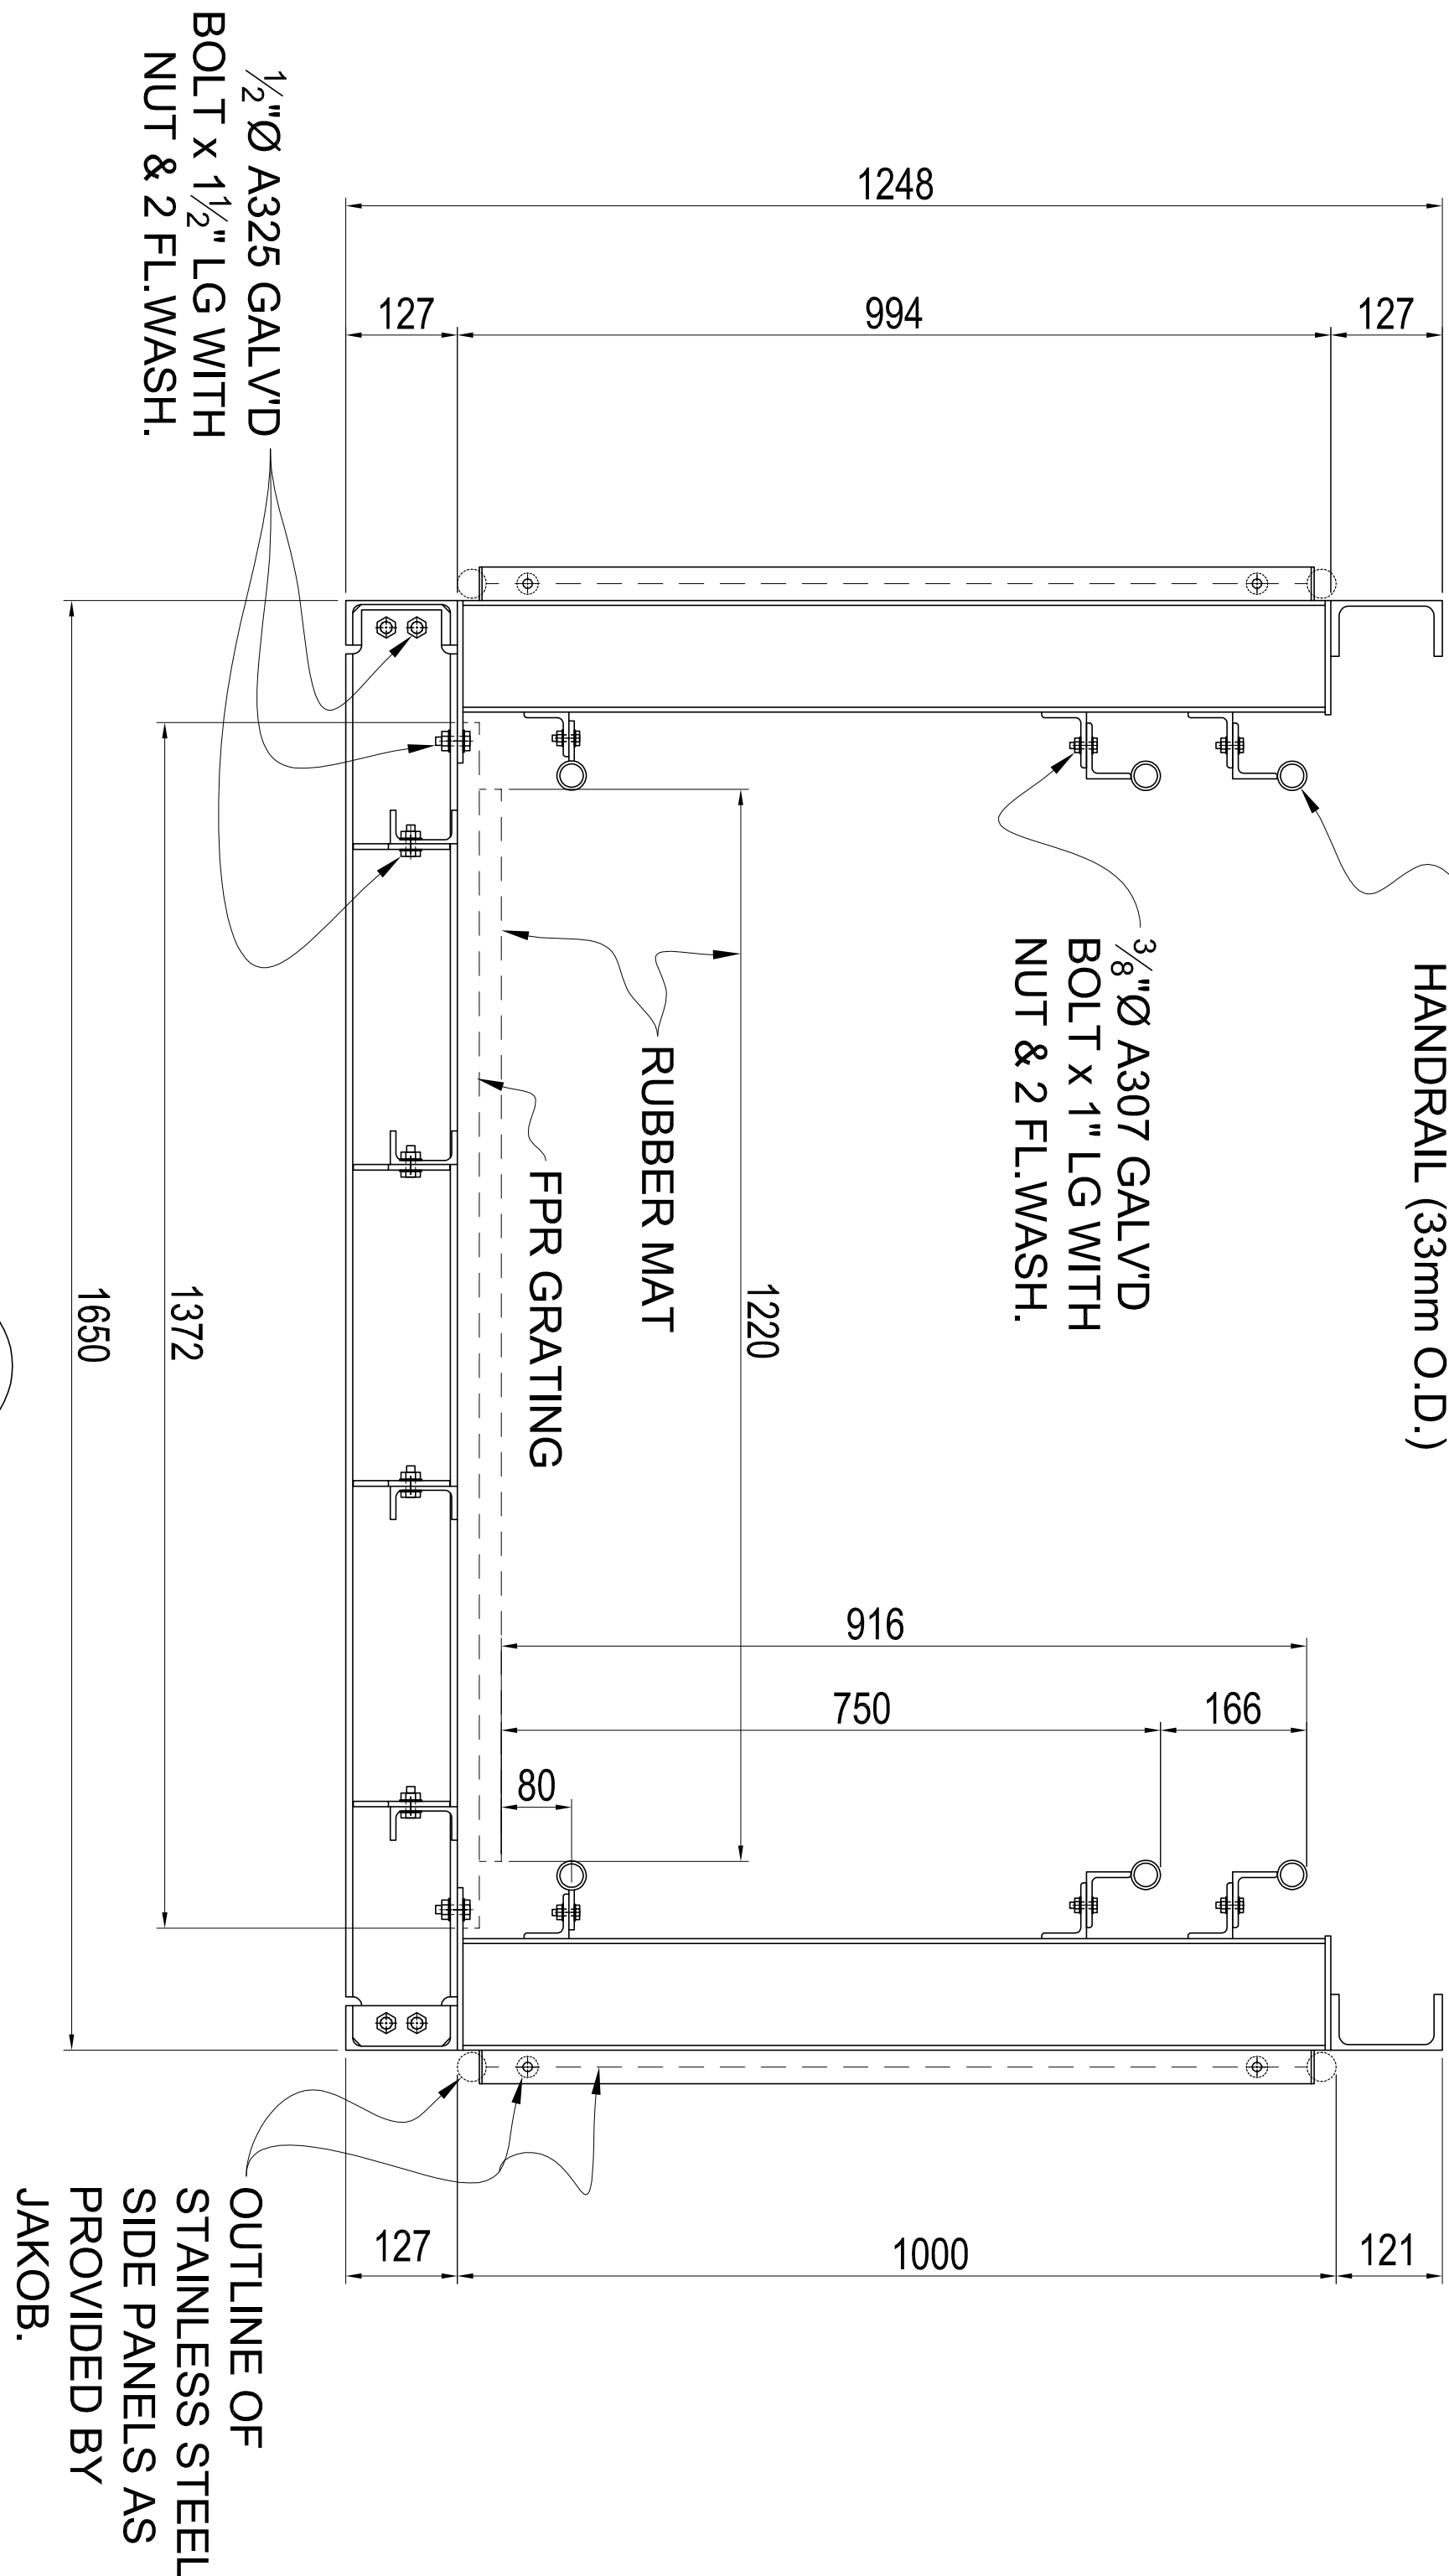 HANDRAIL (33mm O.D.)
3/8"Ø A307 GALV'D
BOLT x 1" LG WITH
NUT & 2 FL.WASH.
RUBBER MAT
FPR GRATING
1/2"Ø A325 GALV'D
BOLT x 1 1/2" LG WITH
NUT & 2 FL.WASH.
OUTLINE OF
STAINLESS STEEL
SIDE PANELS AS
PROVIDED BY
JAKOB.
1248
127
994
127
1220
916
750
166
80
1372
1650
121
1000
127